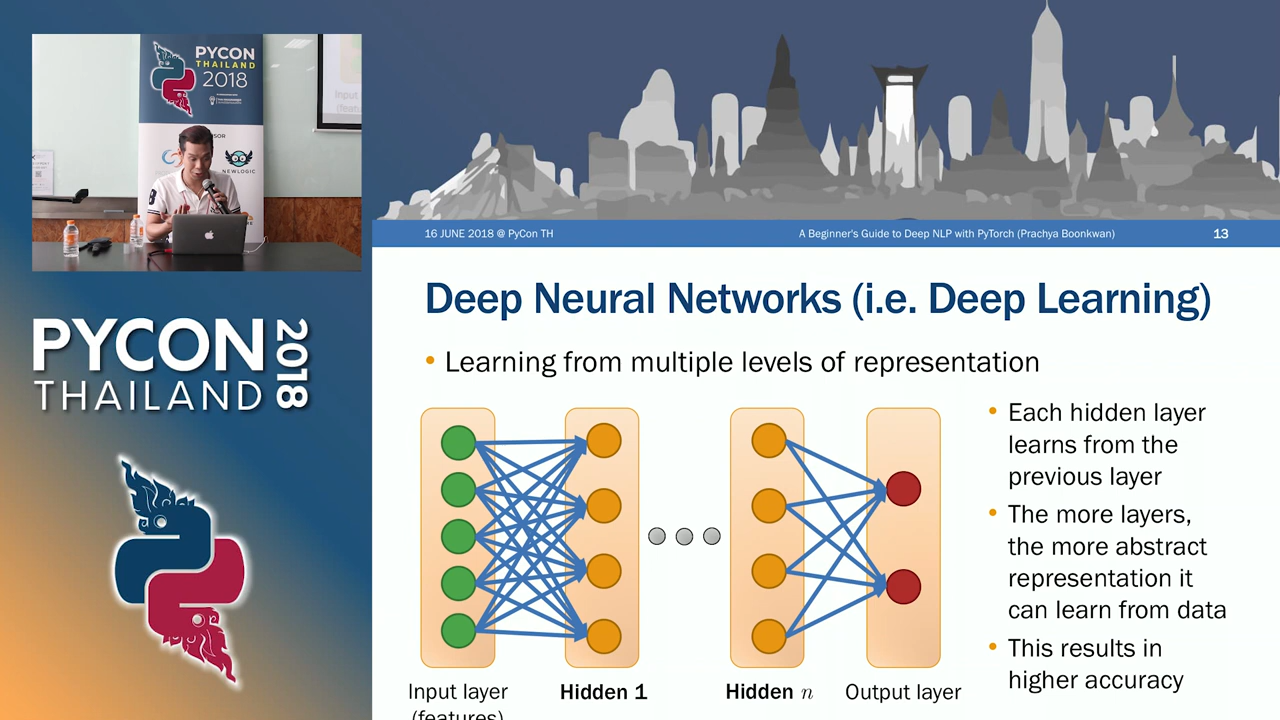 PYCON
THAILAND
2018
NEWLOGIC
PYCON
THAILAND
2018
16 JUNE 2018 @ PyCon TH
A Beginner's Guide to Deep NLP with PyTorch (Prachya Boonkwan)
13
Deep Neural Networks (i.e. Deep Learning)
• Learning from multiple levels of representation
• Each hidden layer
learns from the
previous layer
• The more layers,
the more abstract
representation it
can learn from data
• This results in
higher accuracy
Input layer
(features)
Hidden 1
Hidden n
Output layer